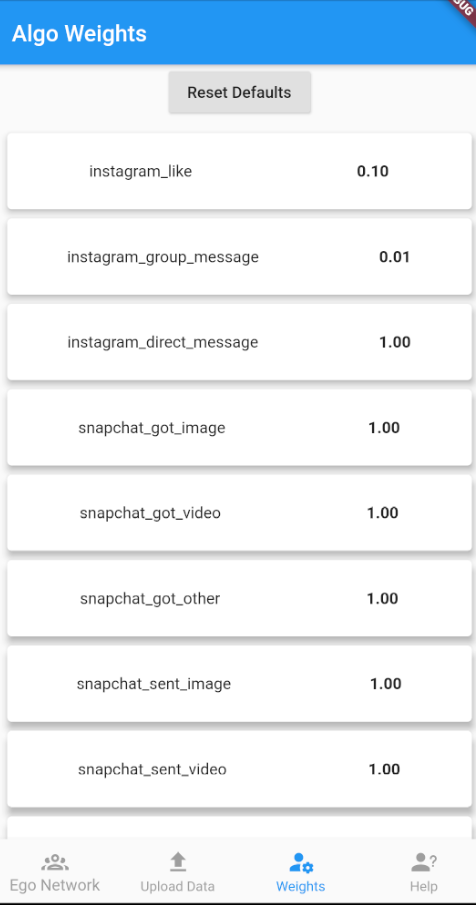 BUG
Algo Weights
Reset Defaults
instagram_like 0.10
instagram_group_message 0.01
instagram_direct_message 1.00
snapchat_got_image 1.00
snapchat_got_video 1.00
snapchat_got_other 1.00
snapchat_sent_image 1.00
snapchat_sent_video 1.00
Ego Network Upload Data Weights Help